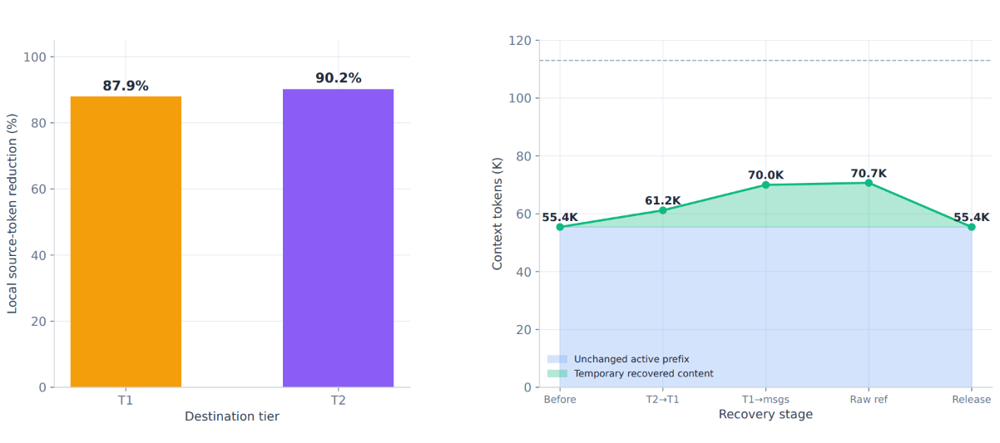 100
80
60
40
20
0
Local source-token reduction (%)
87.9%
90.2%
T1
T2
Destination tier
120
100
80
60
40
20
0
Context tokens (K)
55.4K
61.2K
70.0K
70.7K
55.4K
Unchanged active prefix
Temporary recovered content
Before
T2→T1
T1→msgs
Raw ref
Release
Recovery stage